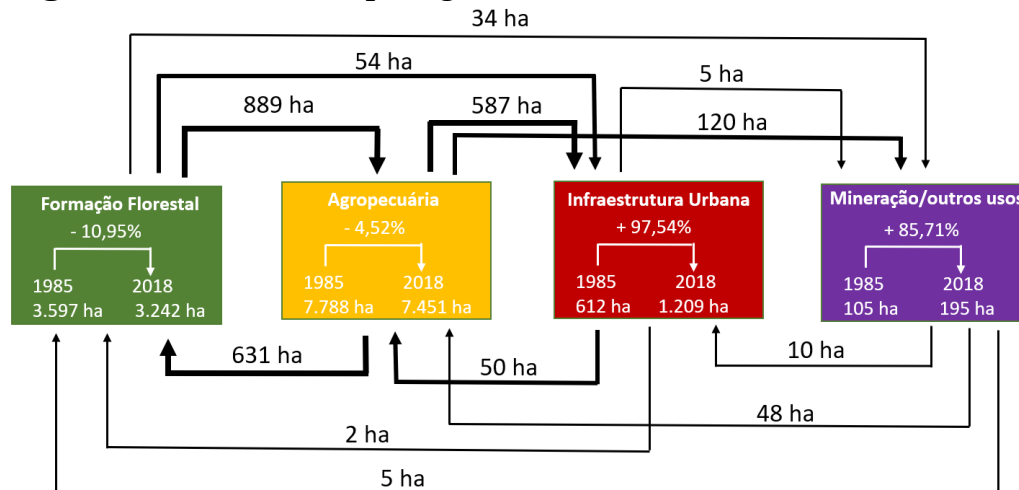 34 ha
54 ha
5 ha
889 ha
587 ha
120 ha
Formação Florestal
- 10,95%
1985 2018
3.597 ha 3.242 ha
Agropecuária
- 4,52%
1985 2018
7.788 ha 7.451 ha
Infraestrutura Urbana
+ 97,54%
1985 2018
612 ha 1.209 ha
Mineração/outros usos
+ 85,71%
1985 2018
105 ha 195 ha
631 ha
50 ha
10 ha
48 ha
2 ha
5 ha